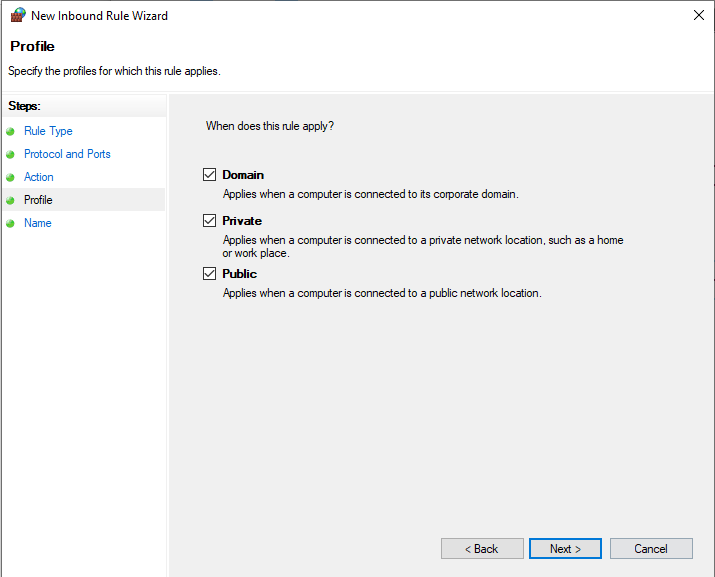 New Inbound Rule Wizard
Profile
Specify the profiles for which this rule applies.
Steps:
Rule Type
Protocol and Ports
Action
Profile
Name
When does this rule apply?
Domain
Applies when a computer is connected to its corporate domain.
Private
Applies when a computer is connected to a private network location, such as a home
or work place.
Public
Applies when a computer is connected to a public network location.
< Back
Next >
Cancel